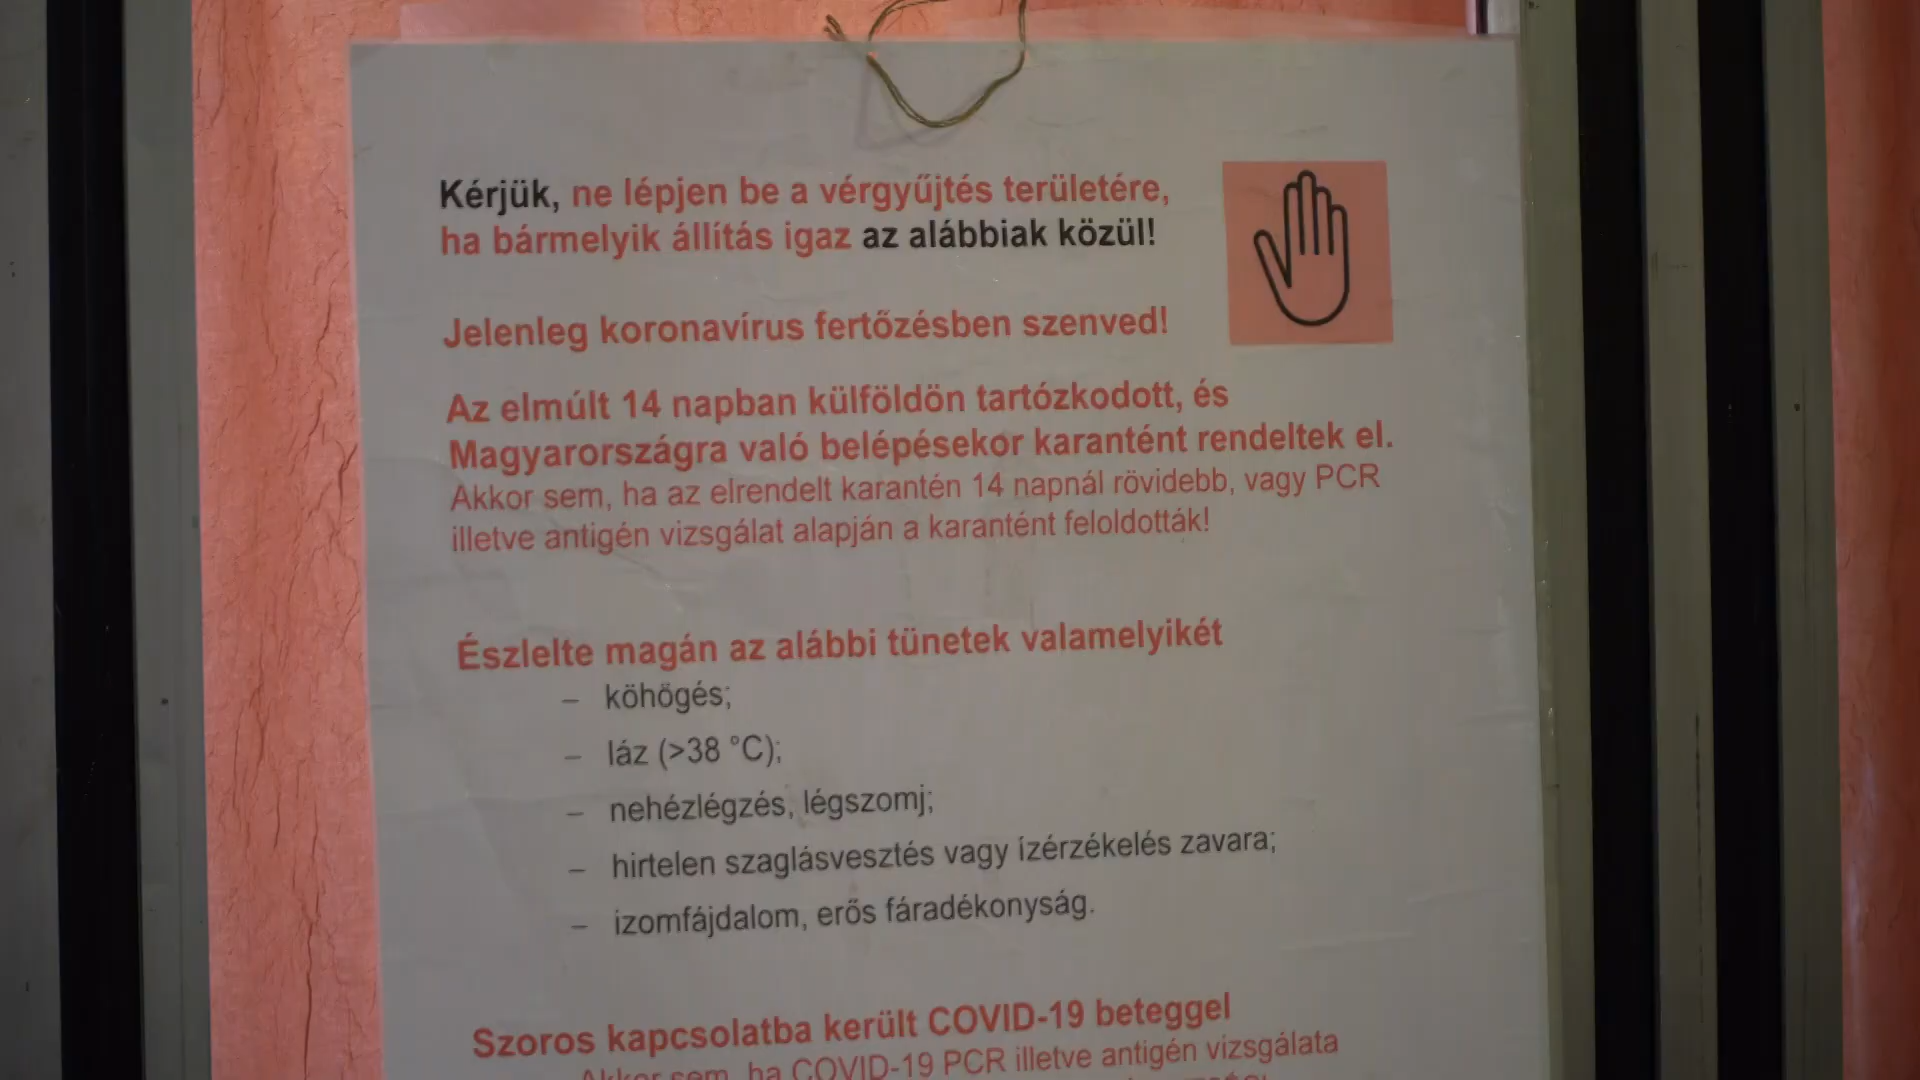 Kérjük, ne lépjen be a vérgyűjtés területére,
ha bármelyik állítás igaz az alábbiak közül!
Jelenleg koronavírus fertőzésben szenved!
Az elmúlt 14 napban külföldön tartózkodott, és
Magyarországra való belépésekor karantént rendeltek el.
Akkor sem, ha az elrendelt karantén 14 napnál rövidebb, vagy PCR
illetve antigén vizsgálat alapján a karantént feloldották!
Észlelte magán az alábbi tünetek valamelyikét
– köhögés;
– láz (>38 °C);
– nehézlégzés, légszomj;
– hirtelen szaglásvesztés vagy ízérzékelés zavara;
– izomfájdalom, erős fáradékonyság.
Szoros kapcsolatba került COVID-19 beteggel
Akkor sem, ha COVID-19 PCR illetve antigén vizsgálata